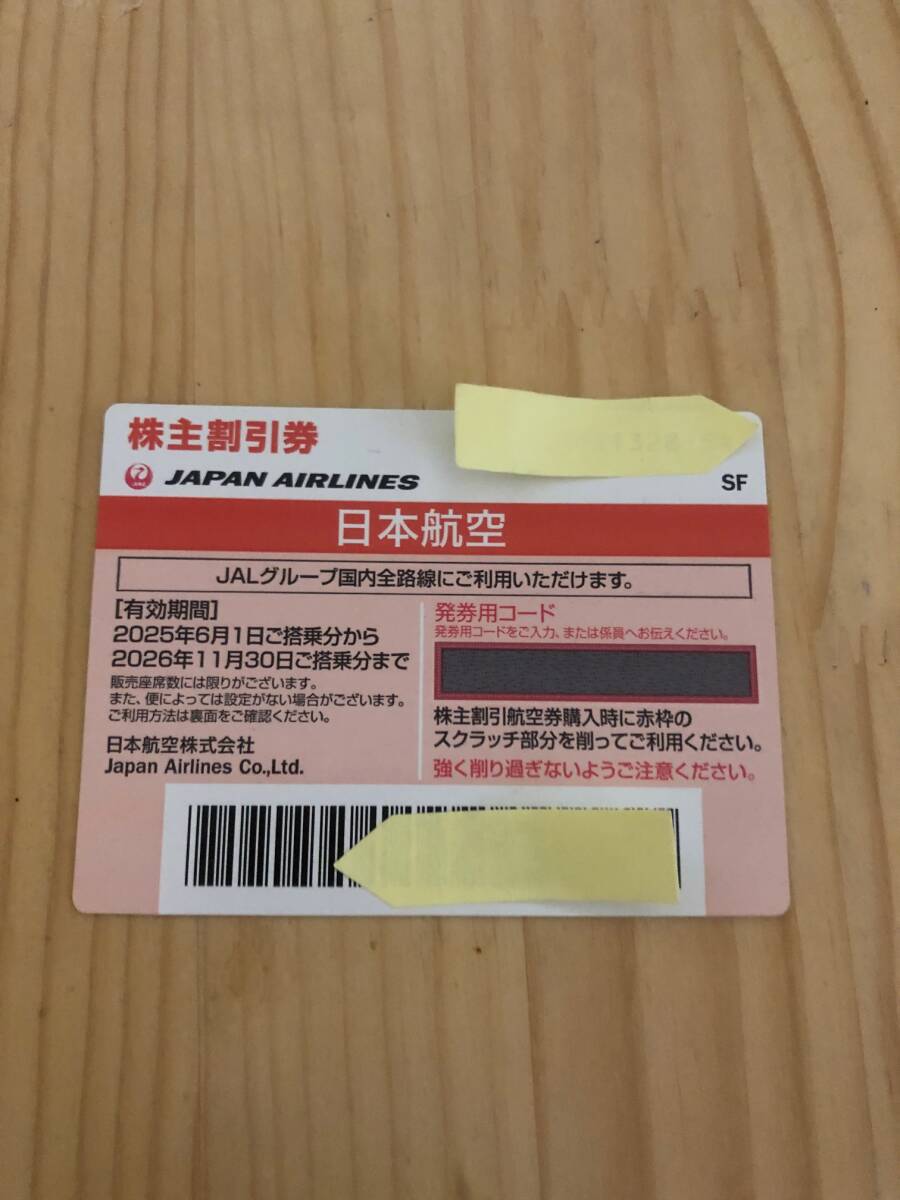 株主割引券
JAL
JAPAN AIRLINES
SF
日本航空
JALグループ国内全路線にご利用いただけます。
[有効期間]
2025年6月1日ご搭乗分から
2026年11月30日ご搭乗分まで
販売座席数には限りがございます。
また、便によっては設定がない場合がございます。
ご利用方法は裏面をご確認ください。
日本航空株式会社
Japan Airlines Co.,Ltd.
発券用コード
発券用コードをご入力、または係員へお伝えください。
株主割引航空券購入時に赤枠の
スクラッチ部分を削ってご利用ください。
強く削り過ぎないようご注意ください。